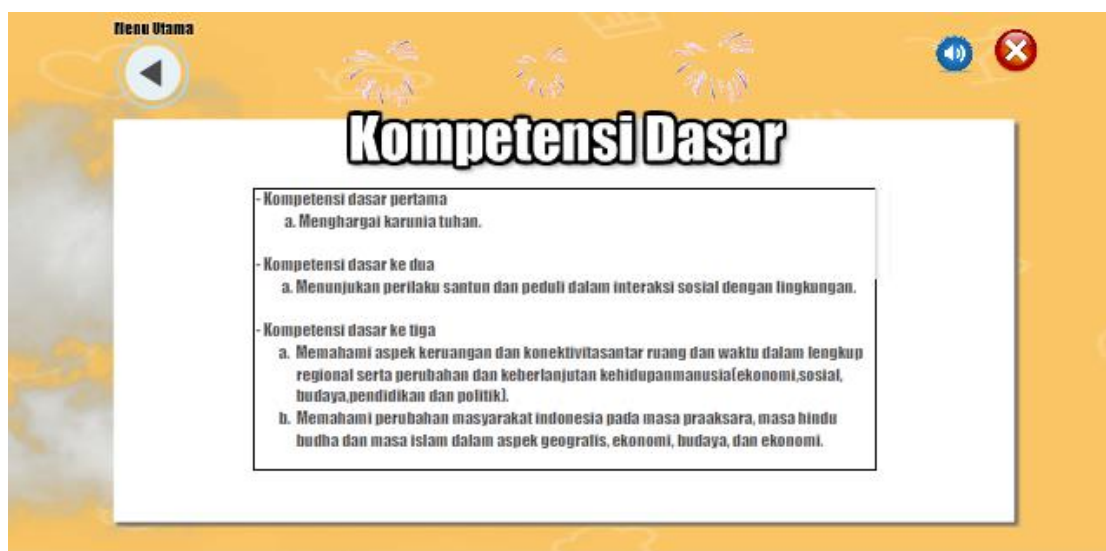 Menu Utama
Kompetensi Dasar
- Kompetensi dasar pertama
a. Menghargai karunia tuhan.
- Kompetensi dasar ke dua
a. Menunjukan perilaku santun dan peduli dalam interaksi sosial dengan lingkungan.
- Kompetensi dasar ke tiga
a. Memahami aspek keruangan dan konektivitasantar ruang dan waktu dalam lengkup
regional serta perubahan dan keberlanjutan kehidupanmanusia(ekonomi,sosial,
budaya,pendidikan dan politik).
b. Memahami perubahan masyarakat indonesia pada masa praaksara, masa hindu
budha dan masa islam dalam aspek geografis, ekonomi, budaya, dan ekonomi.